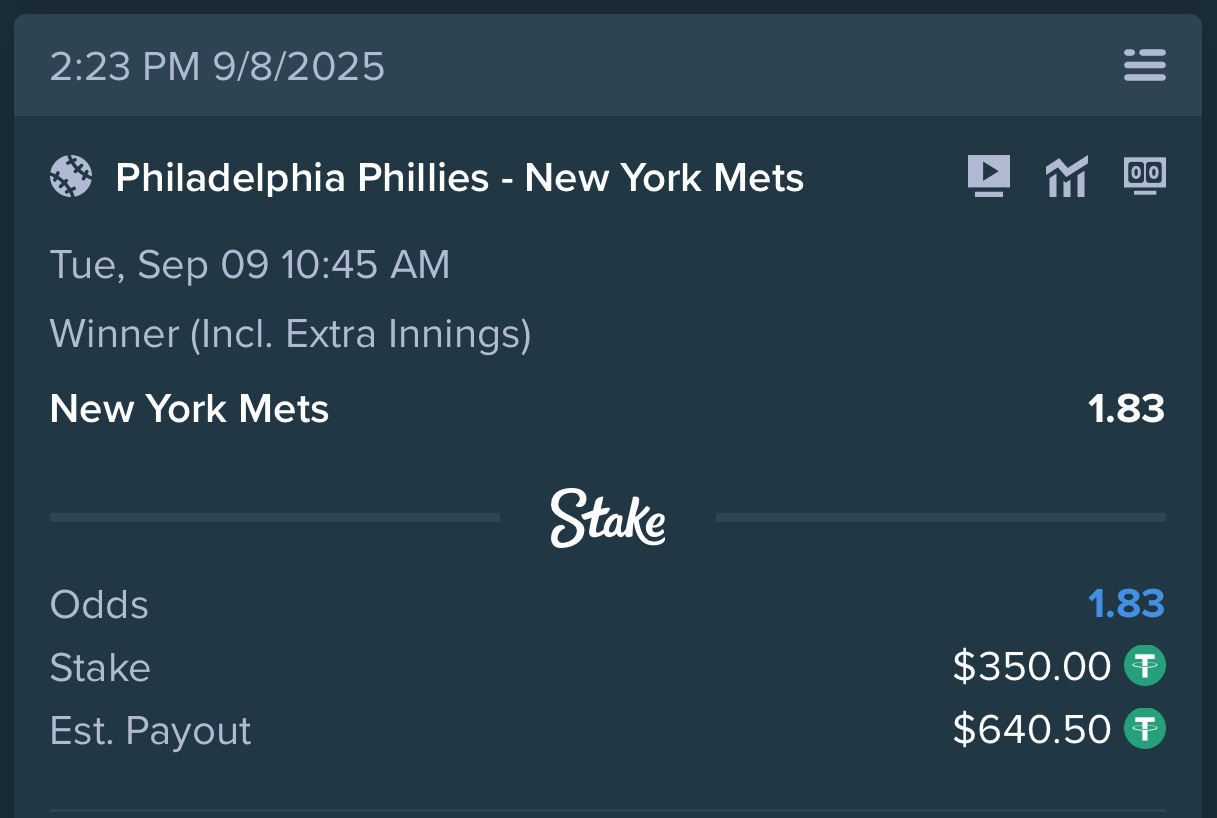 2:23 PM 9/8/2025
Philadelphia Phillies - New York Mets
00
Tue, Sep 09 10:45 AM
Winner (Incl. Extra Innings)
New York Mets 1.83
Stake
Odds 1.83
Stake $350.00
Est. Payout $640.50